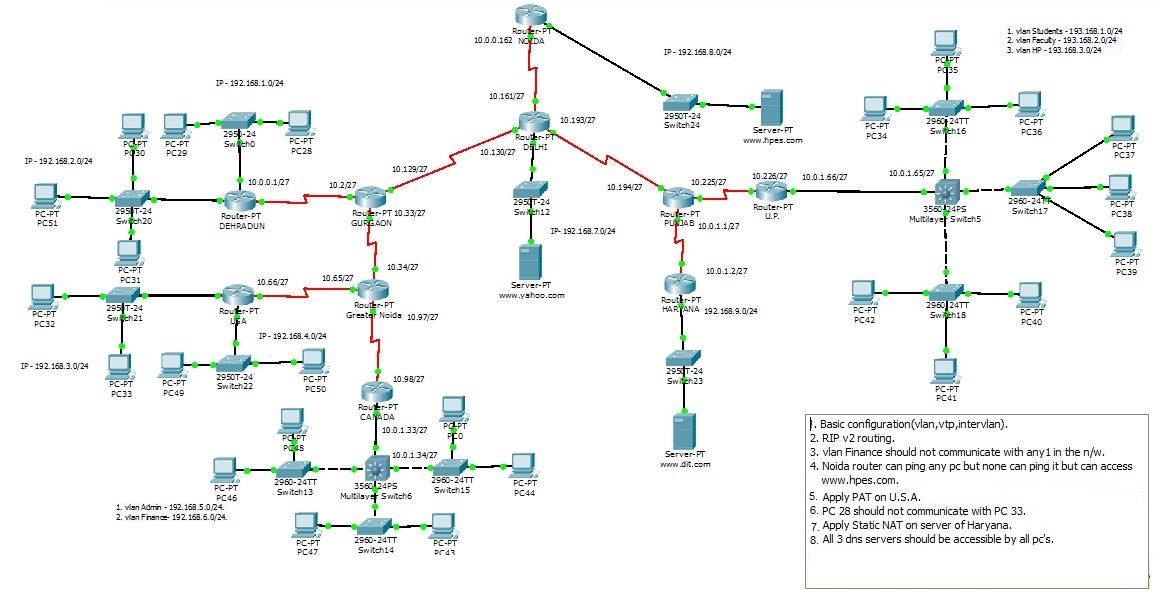 Router-PT
NOIDA
10.0.0.162
IP - 192.168.8.0/24
1. vlan Students - 193.168.1.0/24
2. vlan Faculty - 193.168.2.0/24
3. vlan HP - 193.168.3.0/24
PC-PT
PC35
IP - 192.168.1.0/24
10.161/27
10.193/27
2950T-24
Switch24
Server-PT
www.hpes.com
PC-PT
PC34
2960-24TT
Switch16
PC-PT
PC36
PC-PT
PC30
PC-PT
PC29
2950-24
Switch0
PC-PT
PC28
Router-PT
DELHI
10.130/27
PC-PT
PC37
IP - 192.168.2.0/24
10.129/27
10.194/27
10.0.0.1/27
10.2/27
10.225/27
10.226/27
10.0.1.66/27
10.0.1.65/27
PC-PT
PC51
2950T-24
Switch20
Router-PT
DEHRADUN
Router-PT
GURGAON
10.33/27
2950T-24
Switch12
Router-PT
PUNJAB
10.0.1.1/27
Router-PT
U.P.
3560-24PS
Multilayer Switch5
2960-24TT
Switch17
PC-PT
PC38
IP- 192.168.7.0/24
PC-PT
PC31
PC-PT
PC39
10.34/27
10.0.1.2/27
10.66/27
10.65/27
PC-PT
PC32
2950T-24
Switch21
Router-PT
USA
Router-PT
Greater Noida
10.97/27
Server-PT
www.yahoo.com
Router-PT
HARYANA
192.168.9.0/24
PC-PT
PC42
2960-24TT
Switch18
PC-PT
PC40
IP - 192.168.4.0/24
IP - 192.168.3.0/24
PC-PT
PC33
PC-PT
PC49
2950T-24
Switch22
PC-PT
PC50
10.98/27
2950T-24
Switch23
PC-PT
PC41
Router-PT
CANADA
10.0.1.33/27
PC-PT
PC48
PC-PT
PC0
10.0.1.34/27
Server-PT
www.dit.com
PC-PT
PC46
2960-24TT
Switch13
3560-24PS
Multilayer Switch6
2960-24TT
Switch15
PC-PT
PC44
1. vlan Admin - 192.168.5.0/24.
2. vlan Finance- 192.168.6.0/24.
PC-PT
PC47
2960-24TT
Switch14
PC-PT
PC43
1. Basic configuration(vlan,vtp,intervlan).
2. RIP v2 routing.
3. vlan Finance should not communicate with any1 in the n/w.
4. Noida router can ping any pc but none can ping it but can access
www.hpes.com.
5. Apply PAT on U.S.A.
6. PC 28 should not communicate with PC 33.
7. Apply Static NAT on server of Haryana.
8. All 3 dns servers should be accessible by all pc's.